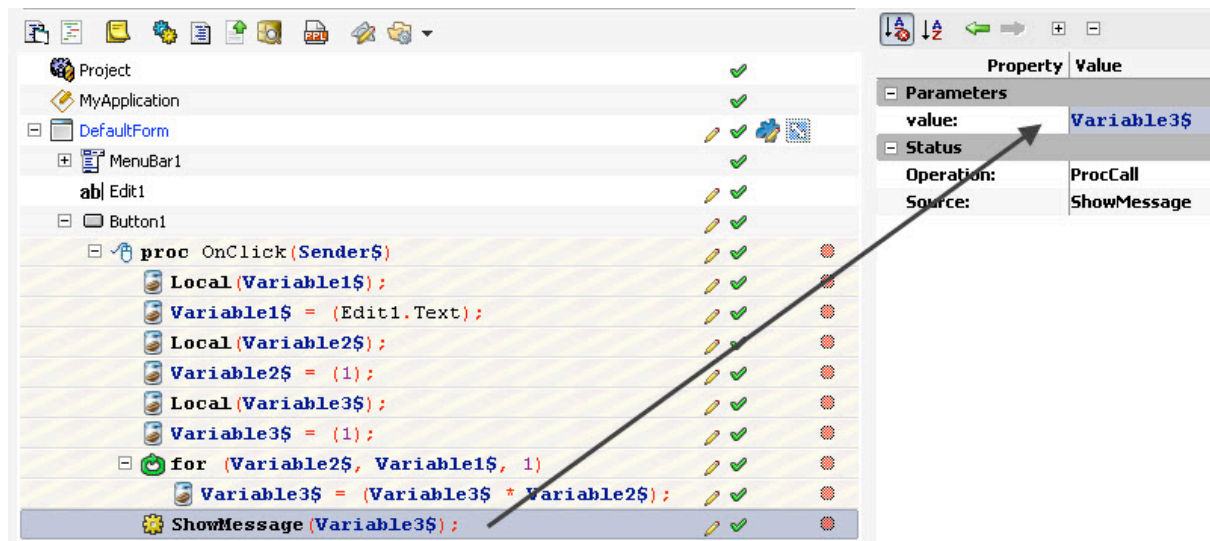 Project
MyApplication
DefaultForm
MenuBar1
ab| Edit1
Button1
proc OnClick(Sender$)
Local(Variable1$);
Variable1$ = (Edit1.Text);
Local(Variable2$);
Variable2$ = (1);
Local(Variable3$);
Variable3$ = (1);
for (Variable2$, Variable1$, 1)
Variable3$ = (Variable3$ * Variable2$);
ShowMessage(Variable3$);
Property Value
Parameters
value: Variable3$
Status
Operation: ProcCall
Source: ShowMessage